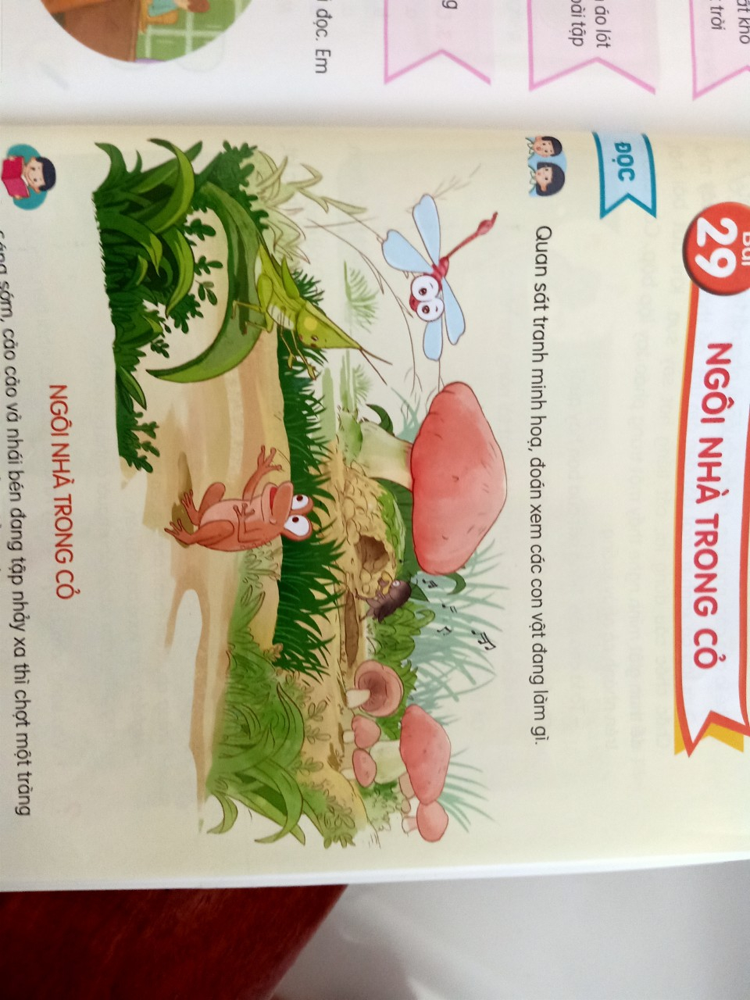 ất khô
trời
áo lót
bài tập
g
i đọc. Em
Bài
29
NGÔI NHÀ TRONG CỎ
ĐỌC
Quan sát tranh minh hoạ, đoán xem các con vật đang làm gì.
NGÔI NHÀ TRONG CỎ
sáng sớm, cào cào và nhái bén đang tập nhảy xa thì chợt một tràng